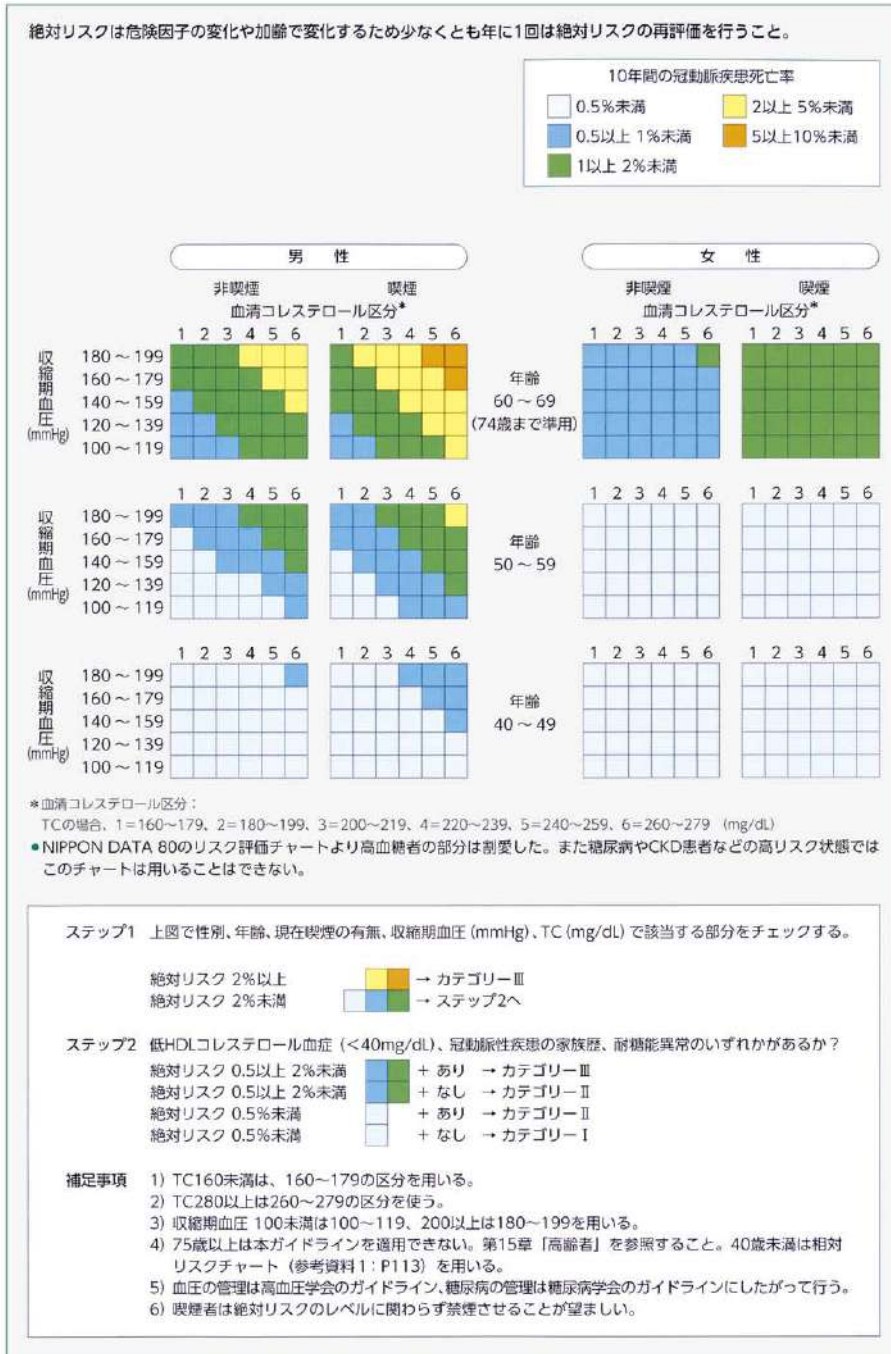 絶対リスクは危険因子の変化や加齢で変化するため少なくとも年に1回は絶対リスクの再評価を行うこと。
10年間の冠動脈疾患死亡率
0.5%未満
2以上 5%未満
0.5以上 1%未満
5以上10%未満
1以上 2%未満
男 性
女 性
非喫煙
喫煙
非喫煙
喫煙
血清コレステロール区分*
血清コレステロール区分*
1 2 3 4 5 6
1 2 3 4 5 6
1 2 3 4 5 6
1 2 3 4 5 6
収縮期血圧(mmHg)
180~199
160~179
140~159
120~139
100~119
年齢
60~69
(74歳まで準用)
1 2 3 4 5 6
1 2 3 4 5 6
1 2 3 4 5 6
1 2 3 4 5 6
収縮期血圧(mmHg)
180~199
160~179
140~159
120~139
100~119
年齢
50~59
1 2 3 4 5 6
1 2 3 4 5 6
1 2 3 4 5 6
1 2 3 4 5 6
収縮期血圧(mmHg)
180~199
160~179
140~159
120~139
100~119
年齢
40~49
*血清コレステロール区分:
TCの場合、1=160~179、2=180~199、3=200~219、4=220~239、5=240~259、6=260~279 (mg/dL)
●NIPPON DATA 80のリスク評価チャートより高血糖者の部分は割愛した。また糖尿病やCKD患者などの高リスク状態では
このチャートは用いることはできない。
ステップ1 上図で性別、年齢、現在喫煙の有無、収縮期血圧(mmHg)、TC(mg/dL)で該当する部分をチェックする。
絶対リスク 2%以上 → カテゴリーⅢ
絶対リスク 2%未満 → ステップ2へ
ステップ2 低HDLコレステロール血症(<40mg/dL)、冠動脈性疾患の家族歴、耐糖能異常のいずれかがあるか?
絶対リスク 0.5以上 2%未満 + あり → カテゴリーⅢ
絶対リスク 0.5以上 2%未満 + なし → カテゴリーⅡ
絶対リスク 0.5%未満 + あり → カテゴリーⅡ
絶対リスク 0.5%未満 + なし → カテゴリーⅠ
補足事項 1) TC160未満は、160~179の区分を用いる。
2) TC280以上は260~279の区分を使う。
3) 収縮期血圧 100未満は100~119、200以上は180~199を用いる。
4) 75歳以上は本ガイドラインを適用できない。第15章「高齢者」を参照すること。40歳未満は相対
リスクチャート(参考資料1:P113)を用いる。
5) 血圧の管理は高血圧学会のガイドライン、糖尿病の管理は糖尿病学会のガイドラインにしたがって行う。
6) 喫煙者は絶対リスクのレベルに関わらず禁煙させることが望ましい。